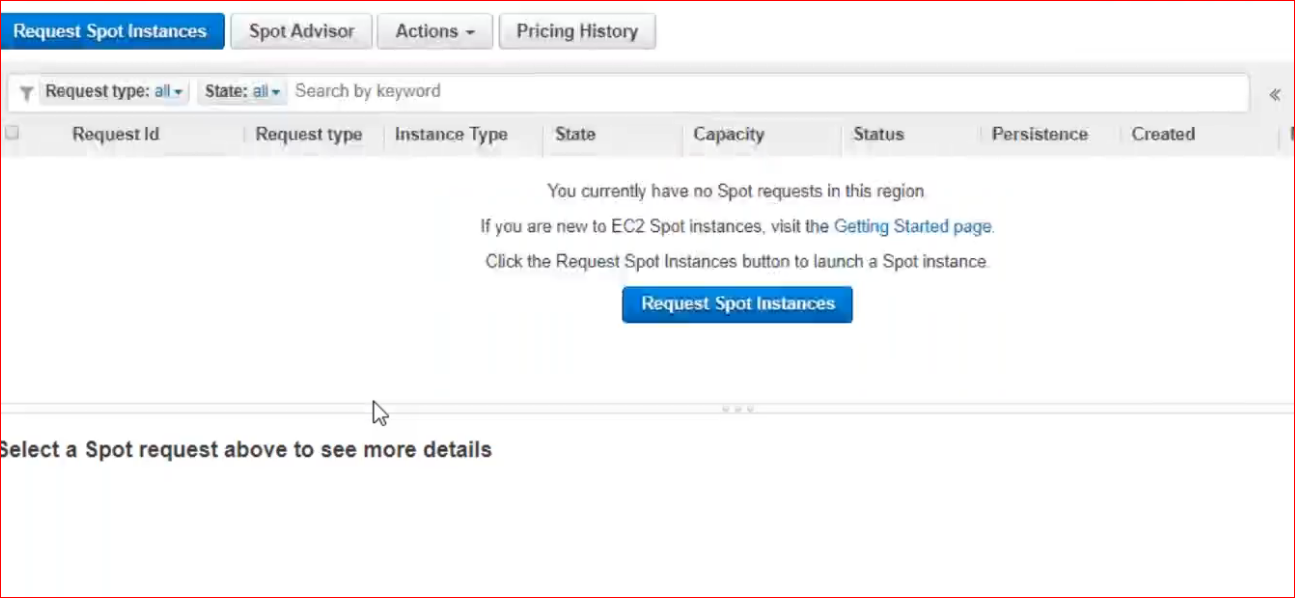 Request Spot Instances Spot Advisor Actions Pricing History
Request type: all State: all Search by keyword
Request Id Request type Instance Type State Capacity Status Persistence Created
You currently have no Spot requests in this region
If you are new to EC2 Spot instances, visit the Getting Started page.
Click the Request Spot Instances button to launch a Spot instance.
Request Spot Instances
Select a Spot request above to see more details